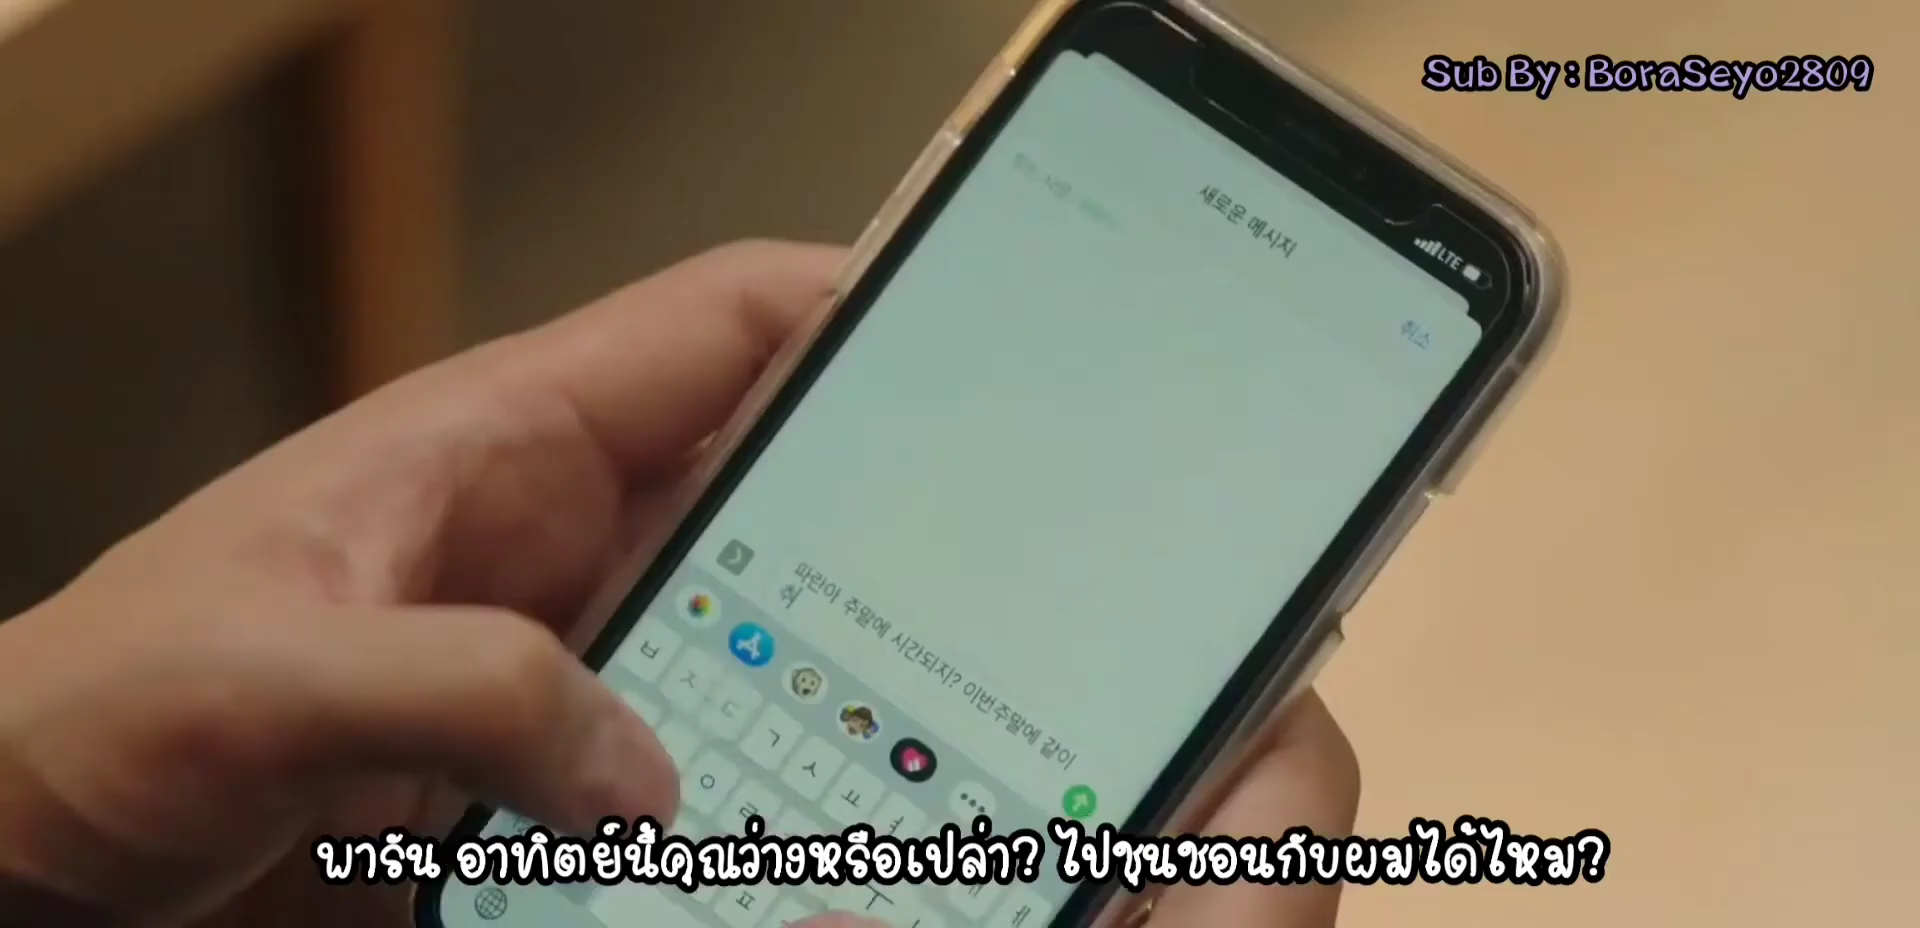 Sub By : BoraSeyo2809
새로운 메시지
LTE
취소
파란아 주말에 시간되지? 이번주말에 같이
춰
ㅂ ㅈ ㄷ ㄱ ㅅ ㅛ ㅕ
ㅇ ㄹ
ㅍ ㅜ ㅔ
พารัน อาทิตย์นี้คุณว่างหรือเปล่า? ไปชุนชอนกับผมได้ไหม?